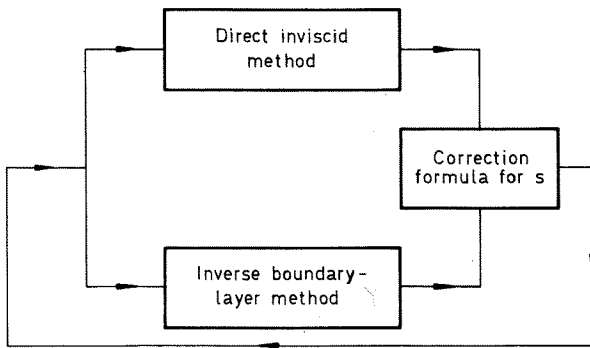 Direct inviscid
method
Correction
formula for s
Inverse boundary-
layer method